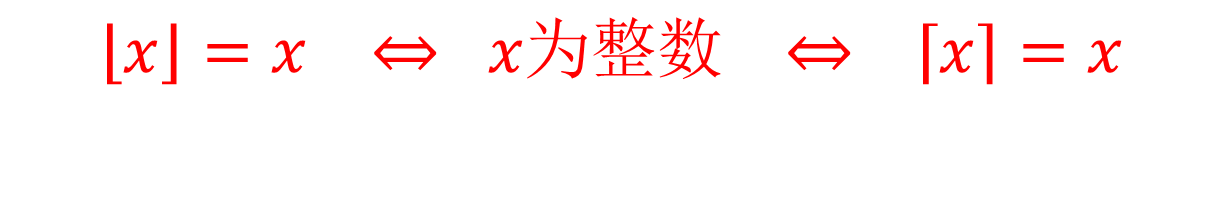 ⌊x⌋ = x ⇔ x为整数 ⇔ ⌈x⌉ = x